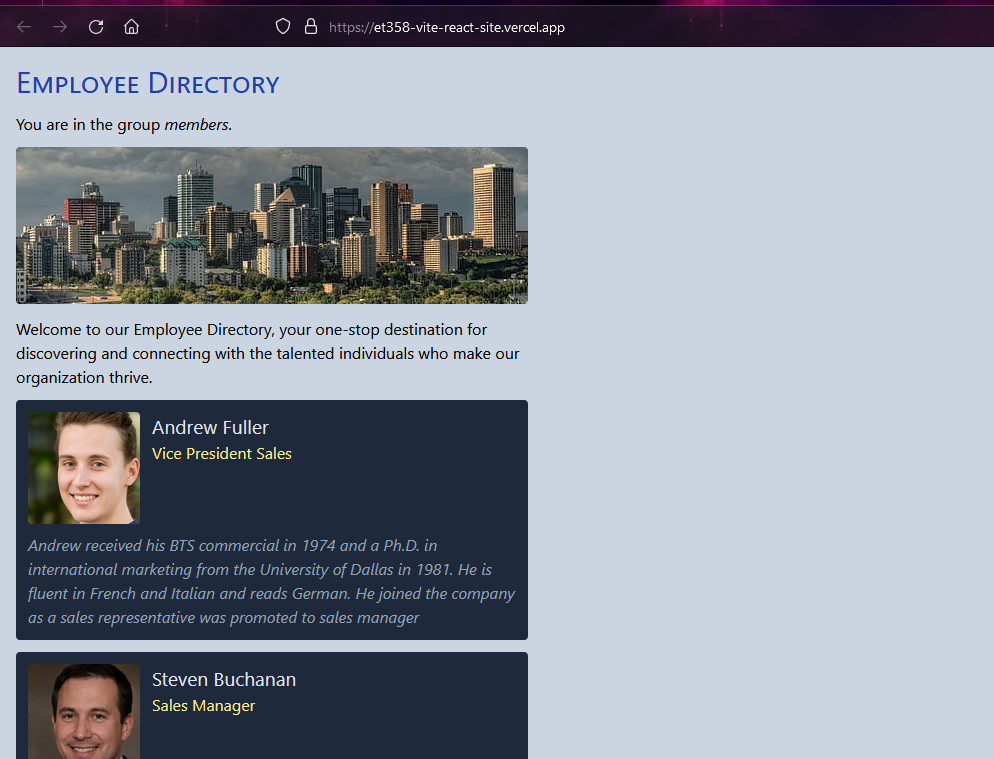 https://et358-vite-react-site.vercel.app
Employee Directory
You are in the group members.
Welcome to our Employee Directory, your one-stop destination for
discovering and connecting with the talented individuals who make our
organization thrive.
Andrew Fuller
Vice President Sales
Andrew received his BTS commercial in 1974 and a Ph.D. in
international marketing from the University of Dallas in 1981. He is
fluent in French and Italian and reads German. He joined the company
as a sales representative was promoted to sales manager
Steven Buchanan
Sales Manager